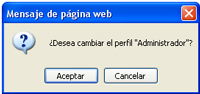 Mensaje de página web
¿Desea cambiar el perfil "Administrador"?
Aceptar
Cancelar